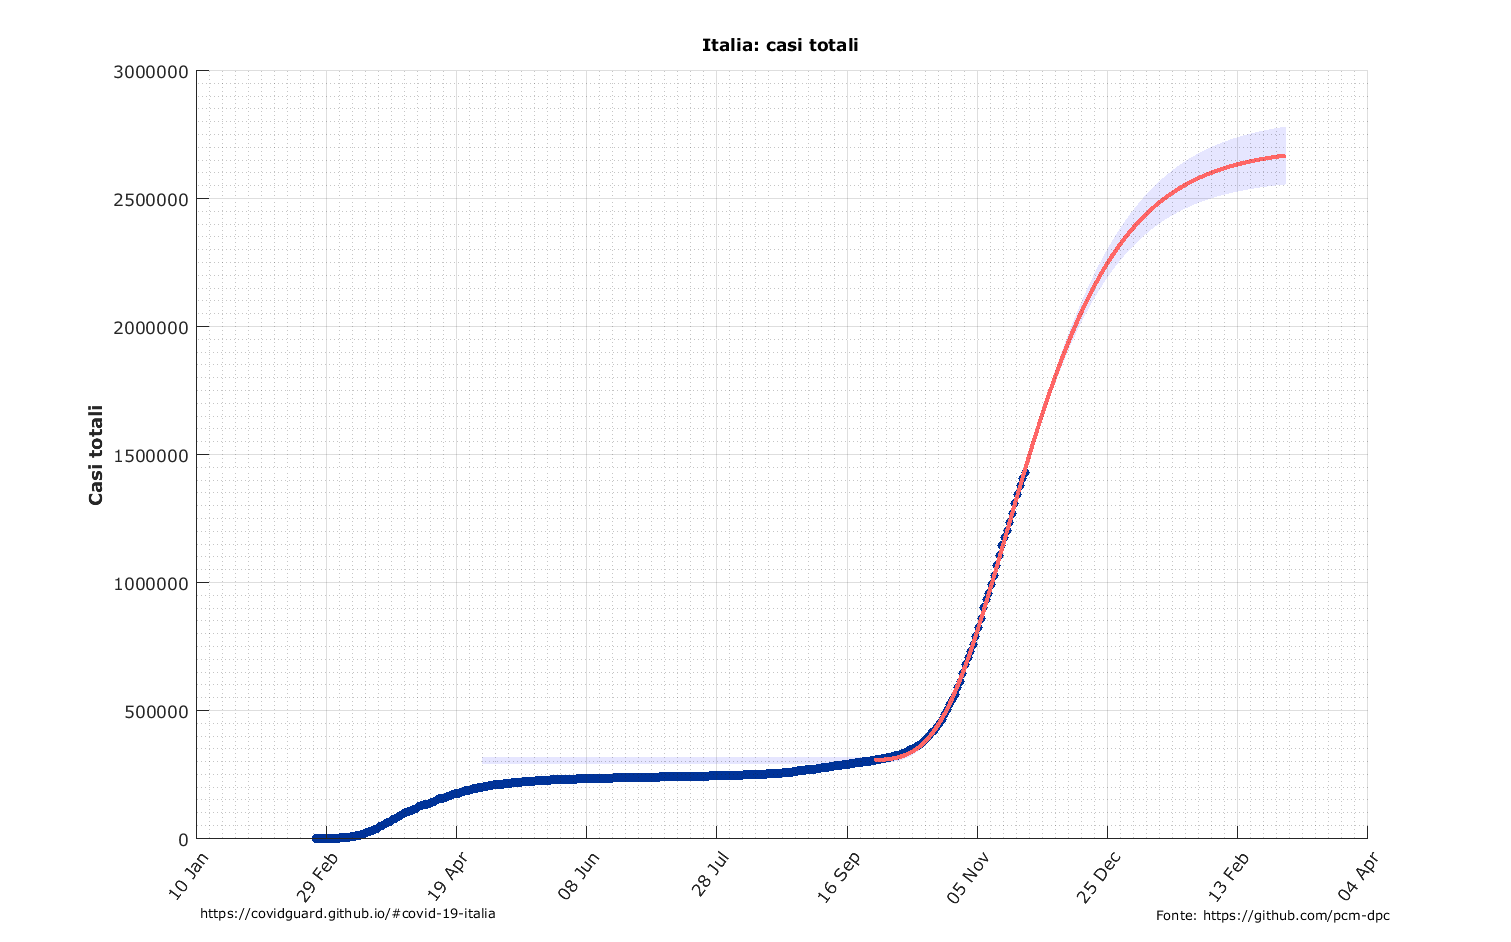 Italia: casi totali
3000000
2500000
2000000
1500000
1000000
500000
0
Casi totali
10 Jan
29 Feb
19 Apr
08 Jun
28 Jul
16 Sep
05 Nov
25 Dec
13 Feb
04 Apr
https://covidguard.github.io/#covid-19-italia
Fonte: https://github.com/pcm-dpc